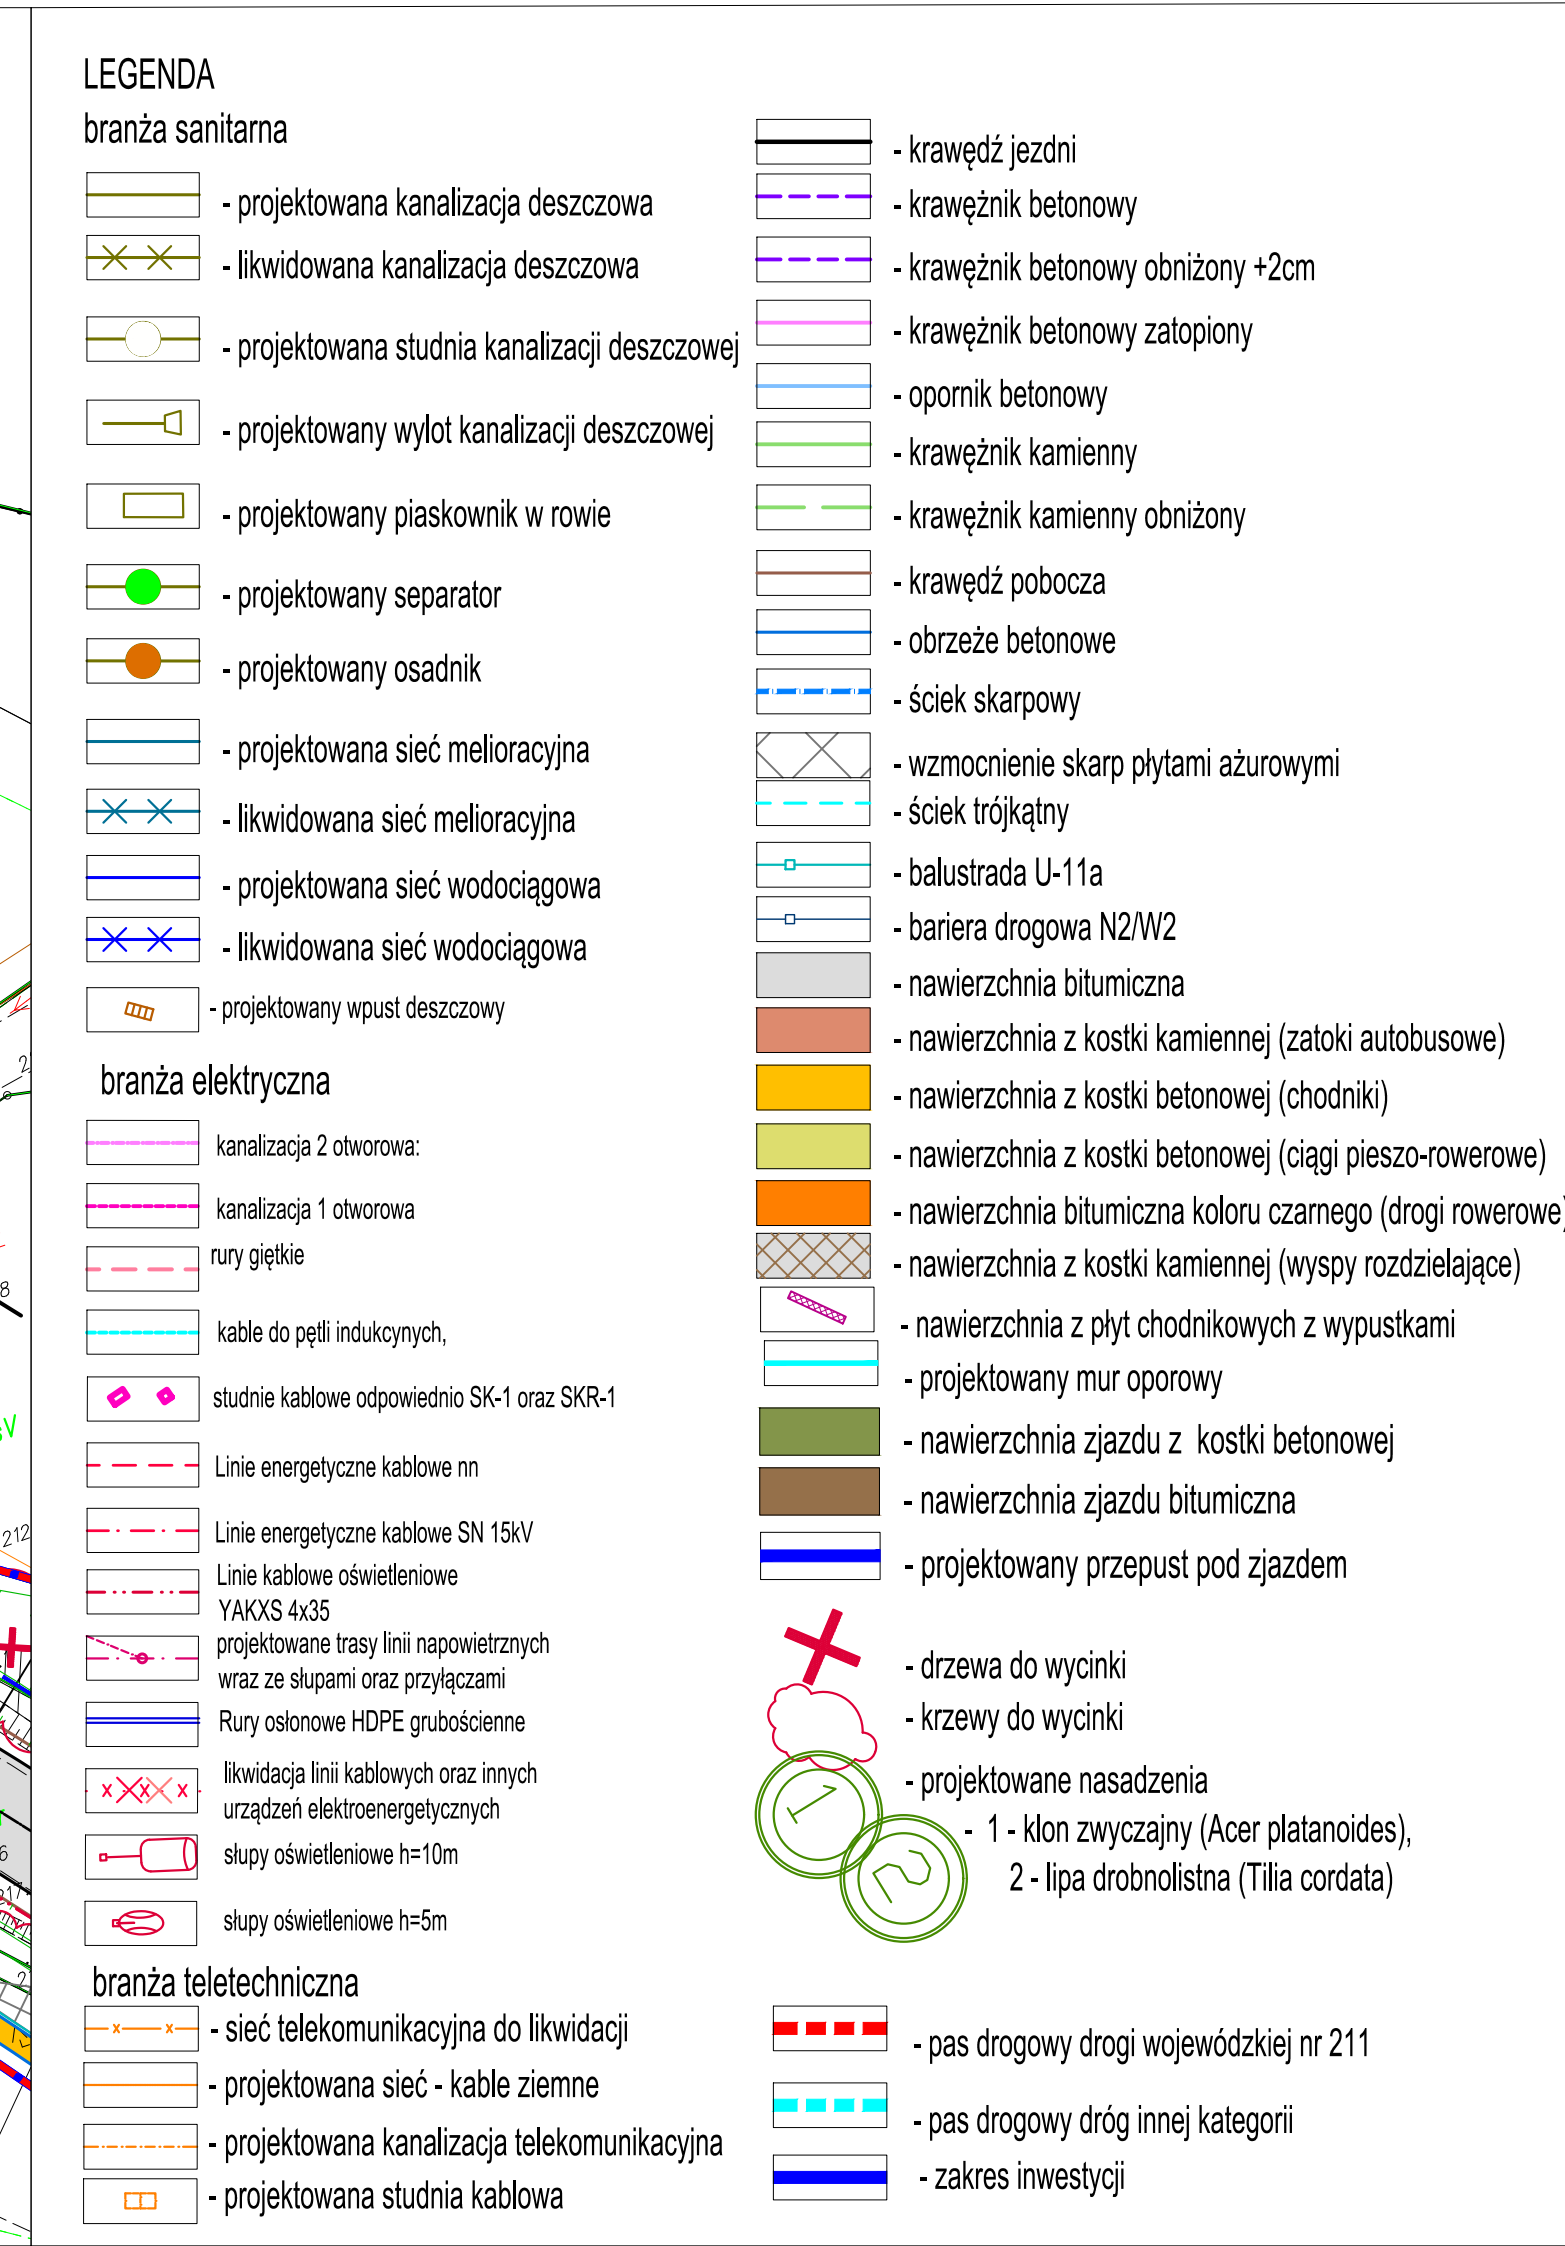 LEGENDA
branża sanitarna
- projektowana kanalizacja deszczowa
- likwidowana kanalizacja deszczowa
- projektowana studnia kanalizacji deszczowej
- projektowany wylot kanalizacji deszczowej
- projektowany piaskownik w rowie
- projektowany separator
- projektowany osadnik
- projektowana sieć melioracyjna
- likwidowana sieć melioracyjna
- projektowana sieć wodociągowa
- likwidowana sieć wodociągowa
- projektowany wpust deszczowy
branża elektryczna
kanalizacja 2 otworowa:
kanalizacja 1 otworowa
rury giętkie
kable do pętli indukcynych,
studnie kablowe odpowiednio SK-1 oraz SKR-1
Linie energetyczne kablowe nn
Linie energetyczne kablowe SN 15kV
Linie kablowe oświetleniowe
YAKXS 4x35
projektowane trasy linii napowietrznych
wraz ze słupami oraz przyłączami
Rury osłonowe HDPE grubościenne
likwidacja linii kablowych oraz innych
urządzeń elektroenergetycznych
słupy oświetleniowe h=10m
słupy oświetleniowe h=5m
branża teletechniczna
- sieć telekomunikacyjna do likwidacji
- projektowana sieć - kable ziemne
- projektowana kanalizacja telekomunikacyjna
- projektowana studnia kablowa
- krawędź jezdni
- krawężnik betonowy
- krawężnik betonowy obniżony +2cm
- krawężnik betonowy zatopiony
- opornik betonowy
- krawężnik kamienny
- krawężnik kamienny obniżony
- krawędź pobocza
- obrzeże betonowe
- ściek skarpowy
- wzmocnienie skarp płytami ażurowymi
- ściek trójkątny
- balustrada U-11a
- bariera drogowa N2/W2
- nawierzchnia bitumiczna
- nawierzchnia z kostki kamiennej (zatoki autobusowe)
- nawierzchnia z kostki betonowej (chodniki)
- nawierzchnia z kostki betonowej (ciągi pieszo-rowerowe)
- nawierzchnia bitumiczna koloru czarnego (drogi rowerowe)
- nawierzchnia z kostki kamiennej (wyspy rozdzielające)
- nawierzchnia z płyt chodnikowych z wypustkami
- projektowany mur oporowy
- nawierzchnia zjazdu z kostki betonowej
- nawierzchnia zjazdu bitumiczna
- projektowany przepust pod zjazdem
- drzewa do wycinki
- krzewy do wycinki
- projektowane nasadzenia
1
- 1 - klon zwyczajny (Acer platanoides),
2
2 - lipa drobnolistna (Tilia cordata)
- pas drogowy drogi wojewódzkiej nr 211
- pas drogowy dróg innej kategorii
- zakres inwestycji
212